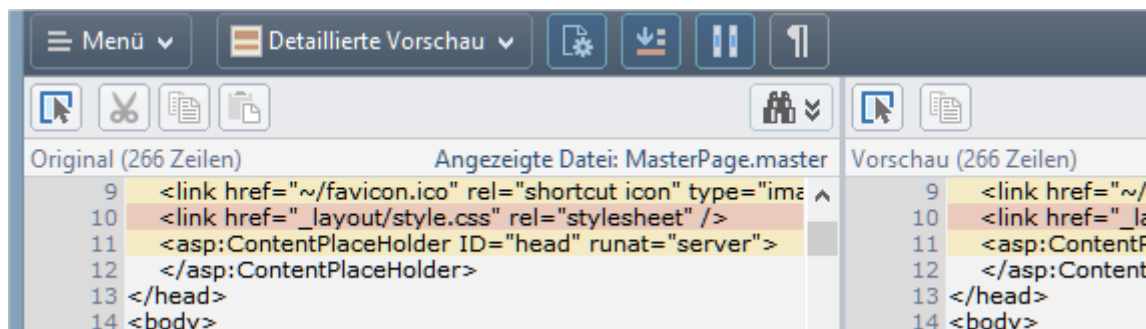 Menü Detaillierte Vorschau
Original (266 Zeilen) Angezeigte Datei: MasterPage.master Vorschau (266 Zeilen)
9 <link href="~/favicon.ico" rel="shortcut icon" type="ima 9 <link href="~/
10 <link href="_layout/style.css" rel="stylesheet" /> 10 <link href="_la
11 <asp:ContentPlaceHolder ID="head" runat="server"> 11 <asp:ContentP
12 </asp:ContentPlaceHolder> 12 </asp:Content
13 </head> 13 </head>
14 <body> 14 <body>